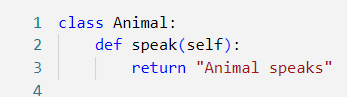 1 class Animal:
2     def speak(self):
3         return "Animal speaks"
4